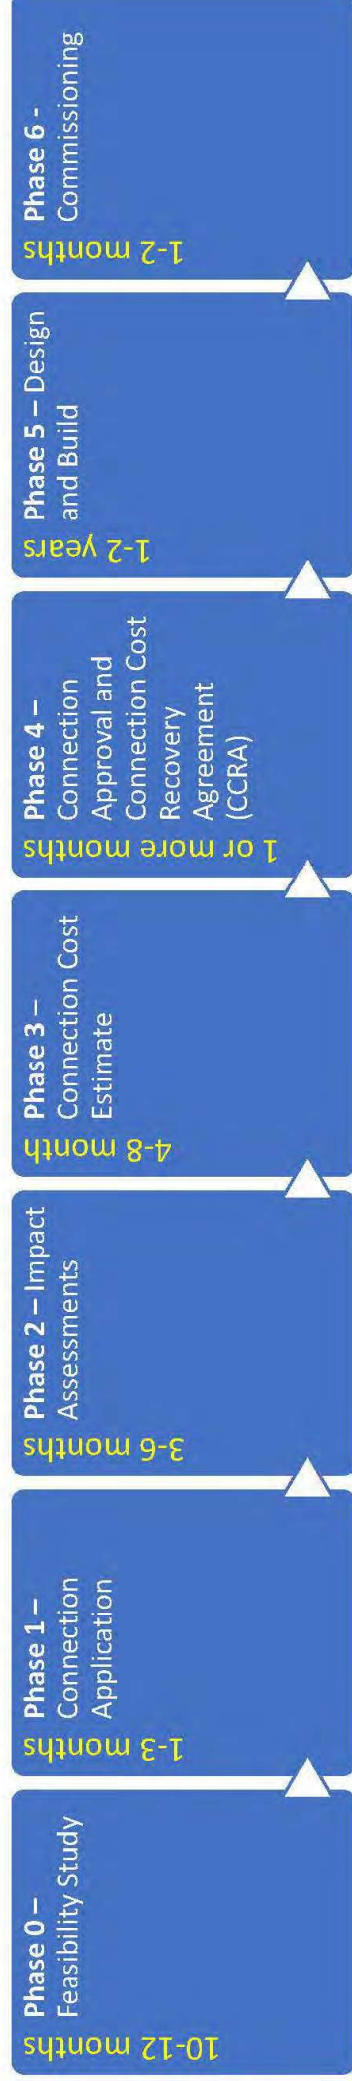 Phase 0 –
Feasibility Study
10-12 months
Phase 1 –
Connection
Application
1-3 months
Phase 2 – Impact
Assessments
3-6 months
Phase 3 –
Connection Cost
Estimate
4-8 month
Phase 4 –
Connection
Approval and
Connection Cost
Recovery
Agreement
(CCRA)
1 or more months
Phase 5 – Design
and Build
1-2 years
Phase 6 -
Commissioning
1-2 months